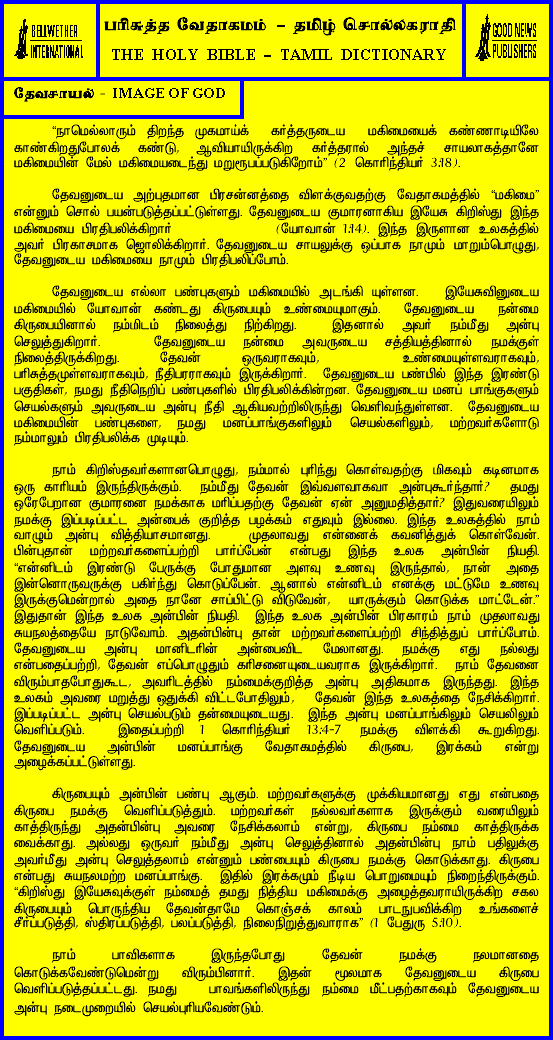 BELLWETHER
INTERNATIONAL
பரிசுத்த வேதாகமம் – தமிழ் சொல்லகராதி
THE HOLY BIBLE – TAMIL DICTIONARY
GOOD NEWS
PUBLISHERS
தேவசாயல் - IMAGE OF GOD
“நாமெல்லாரும் திறந்த முகமாய்க் கர்த்தருடைய மகிமையைக் கண்ணாடியிலே
காண்கிறதுபோலக் கண்டு, ஆவியாயிருக்கிற கர்த்தரால் அந்தச் சாயலாகத்தானே
மகிமையின் மேல் மகிமையடைந்து மறுரூபப்படுகிறோம்” (2 கொரிந்தியர் 3:18).
தேவனுடைய அற்புதமான பிரசன்னத்தை விளக்குவதற்கு வேதாகமத்தில் “மகிமை”
என்னும் சொல் பயன்படுத்தப்பட்டுள்ளது. தேவனுடைய குமாரனாகிய இயேசு கிறிஸ்து இந்த
மகிமையை பிரதிபலிக்கிறார் (யோவான் 1:14). இந்த இருளான உலகத்தில்
அவர் பிரகாசமாக ஜொலிக்கிறார். தேவனுடைய சாயலுக்கு ஒப்பாக நாமும் மாறும்பொழுது,
தேவனுடைய மகிமையை நாமும் பிரதிபலிப்போம்.
தேவனுடைய எல்லா பண்புகளும் மகிமையில் அடங்கி யுள்ளன. இயேசுவினுடைய
மகிமையில் யோவான் கண்டது கிருபையும் உண்மையுமாகும். தேவனுடைய நன்மை
கிருபையினால் நம்மிடம் நிலைத்து நிற்கிறது. இதனால் அவர் நம்மீது அன்பு
செலுத்துகிறார். தேவனுடைய நன்மை அவருடைய சத்தியத்தினால் நமக்குள்
நிலைத்திருக்கிறது. தேவன் ஒருவராகவும், உண்மையுள்ளவராகவும்,
பரிசுத்தமுள்ளவராகவும், நீதிபரராகவும் இருக்கிறார். தேவனுடைய பண்பில் இந்த இரண்டு
பகுதிகள், நமது நீதிநெறிப் பண்புகளில் பிரதிபலிக்கின்றன. தேவனுடைய மனப் பாங்குகளும்
செயல்களும் அவருடைய அன்பு நீதி ஆகியவற்றிலிருந்து வெளிவந்துள்ளன. தேவனுடைய
மகிமையின் பண்புகளை, நமது மனப்பாங்குகளிலும் செயல்களிலும், மற்றவர்களோடு
நம்மாலும் பிரதிபலிக்க முடியும்.
நாம் கிறிஸ்தவர்களானபொழுது, நம்மால் புரிந்து கொள்வதற்கு மிகவும் கடினமாக
ஒரு காரியம் இருந்திருக்கும். நம்மீது தேவன் இவ்வளவாகவா அன்புகூர்ந்தார்? தமது
ஒரேபேறான குமாரனை நமக்காக மரிப்பதற்கு தேவன் ஏன் அனுமதித்தார்? இதுவரையிலும்
நமக்கு இப்படிப்பட்ட அன்பைக் குறித்த பழக்கம் எதுவும் இல்லை. இந்த உலகத்தில் நாம்
வாழும் அன்பு வித்தியாசமானது. முதலாவது என்னைக் கவனித்துக் கொள்வேன்.
பின்புதான் மற்றவர்களைப்பற்றி பார்ப்பேன் என்பது இந்த உலக அன்பின் நியதி.
“என்னிடம் இரண்டு பேருக்கு போதுமான அளவு உணவு இருந்தால், நான் அதை
இன்னொருவருக்கு பகிர்ந்து கொடுப்பேன். ஆனால் என்னிடம் எனக்கு மட்டுமே உணவு
இருக்குமென்றால் அதை நானே சாப்பிட்டு விடுவேன், யாருக்கும் கொடுக்க மாட்டேன்.”
இதுதான் இந்த உலக அன்பின் நியதி. இந்த உலக அன்பின் பிரகாரம் நாம் முதலாவது
சுயநலத்தையே நாடுவோம். அதன்பின்பு தான் மற்றவர்களைப்பற்றி சிந்தித்துப் பார்ப்போம்.
தேவனுடைய அன்பு மானிடரின் அன்பைவிட மேலானது. நமக்கு எது நல்லது
என்பதைப்பற்றி, தேவன் எப்பொழுதும் கரிசனையுடையவராக இருக்கிறார். நாம் தேவனை
விரும்பாதபோதுகூட, அவரிடத்தில் நம்மைக்குறித்த அன்பு அதிகமாக இருந்தது. இந்த
உலகம் அவரை மறுத்து ஒதுக்கி விட்டபோதிலும், தேவன் இந்த உலகத்தை நேசிக்கிறார்.
இப்படிப்பட்ட அன்பு செயல்படும் தன்மையுடையது. இந்த அன்பு மனப்பாங்கிலும் செயலிலும்
வெளிப்படும். இதைப்பற்றி 1 கொரிந்தியர் 13:4-7 நமக்கு விளக்கி கூறுகிறது.
தேவனுடைய அன்பின் மனப்பாங்கு வேதாகமத்தில் கிருபை, இரக்கம் என்று
அழைக்கப்பட்டுள்ளது.
கிருபையும் அன்பின் பண்பு ஆகும். மற்றவர்களுக்கு முக்கியமானது எது என்பதை
கிருபை நமக்கு வெளிப்படுத்தும். மற்றவர்கள் நல்லவர்களாக இருக்கும் வரையிலும்
காத்திருந்து அதன்பின்பு அவரை நேசிக்கலாம் என்று, கிருபை நம்மை காத்திருக்க
வைக்காது. அல்லது ஒருவர் நம்மீது அன்பு செலுத்தினால் அதன்பின்பு நாம் பதிலுக்கு
அவர்மீது அன்பு செலுத்தலாம் என்னும் பண்பையும் கிருபை நமக்கு கொடுக்காது. கிருபை
என்பது சுயநலமற்ற மனப்பாங்கு. இதில் இரக்கமும் நீடிய பொறுமையும் நிறைந்திருக்கும்.
“கிறிஸ்து இயேசுவுக்குள் நம்மைத் தமது நித்திய மகிமைக்கு அழைத்தவராயிருக்கிற சகல
கிருபையும் பொருந்திய தேவன்தாமே கொஞ்சக் காலம் பாடநுபவிக்கிற உங்களைச்
சீர்ப்படுத்தி, ஸ்திரப்படுத்தி, பலப்படுத்தி, நிலைநிறுத்துவாராக” (1 பேதுரு 5:10).
நாம் பாவிகளாக இருந்தபோது தேவன் நமக்கு நலமானதை
கொடுக்கவேண்டுமென்று விரும்பினார். இதன் மூலமாக தேவனுடைய கிருபை
வெளிப்படுத்தப்பட்டது. நமது பாவங்களிலிருந்து நம்மை மீட்பதற்காகவும் தேவனுடைய
அன்பு நடைமுறையில் செயல்புரியவேண்டும்.